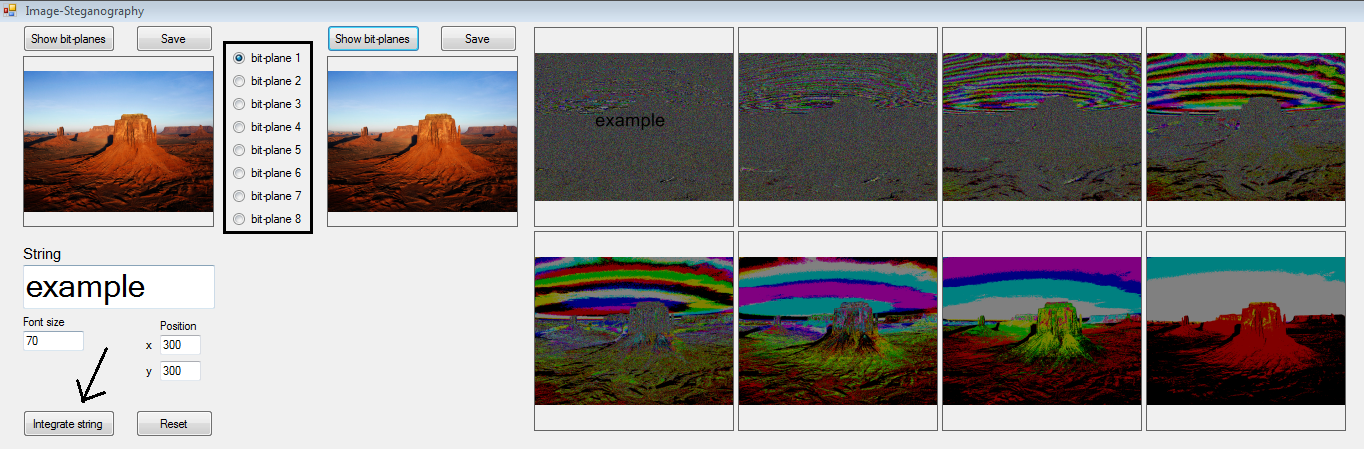 Image-Steganography
Show bit-planes
Save
bit-plane 1
bit-plane 2
bit-plane 3
bit-plane 4
bit-plane 5
bit-plane 6
bit-plane 7
bit-plane 8
Show bit-planes
Save
example
String
example
Font size
70
Position
x 300
y 300
Integrate string
Reset